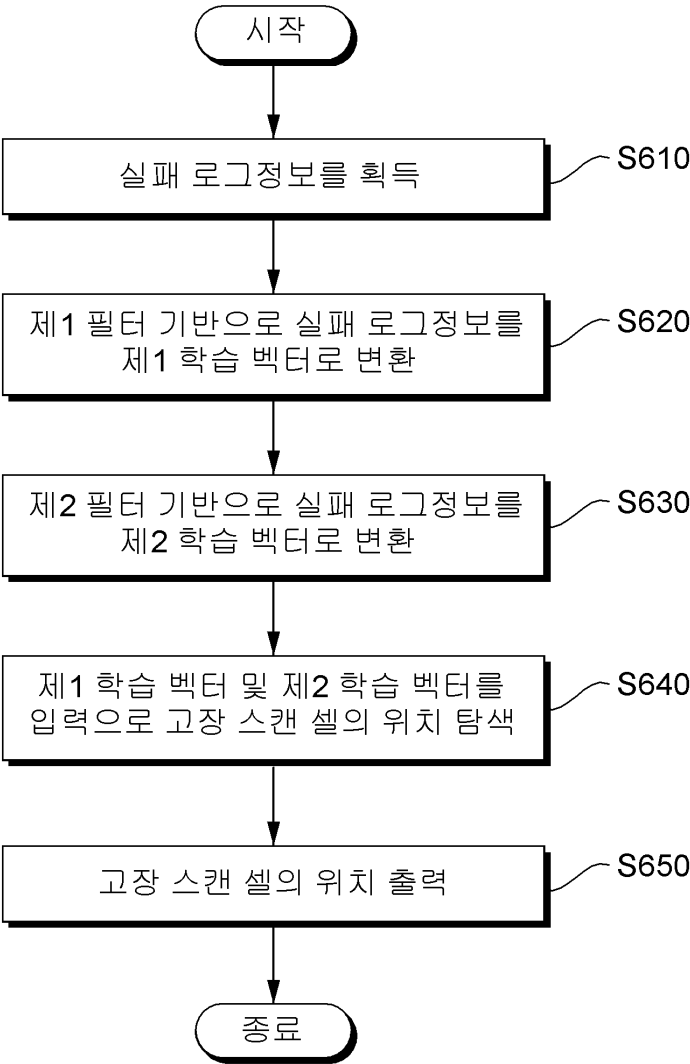 시작
실패 로그정보를 획득
S610
제1 필터 기반으로 실패 로그정보를
제1 학습 벡터로 변환
S620
제2 필터 기반으로 실패 로그정보를
제2 학습 벡터로 변환
S630
제1 학습 벡터 및 제2 학습 벡터를
입력으로 고장 스캔 셀의 위치 탐색
S640
고장 스캔 셀의 위치 출력
S650
종료